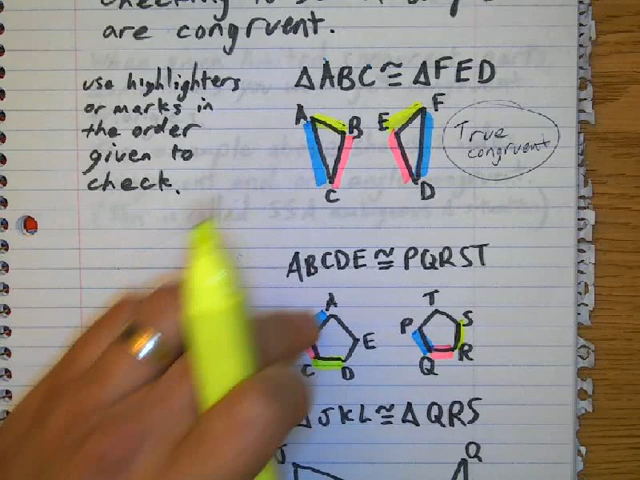 are congruent.
use highlighters
or marks in
the order
given to
check.
ΔABC ≅ ΔFED
A
B
C
E
F
D
True
congruent
ABCDE ≅ PQRST
A
E
C
D
T
P
S
Q
R
ΔJKL ≅ ΔQRS
J
Q